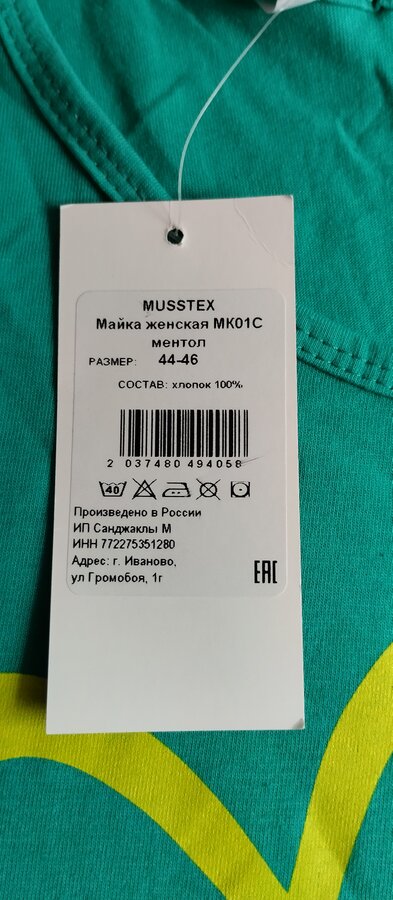 MUSSTEX
Майка женская МК01С
ментол
РАЗМЕР: 44-46
СОСТАВ: хлопок 100%
2 037480 494058
40
Произведено в России
ИП Санджаклы М
ИНН 772275351280
Адрес: г. Иваново,
ул Громобоя, 1г
EAC